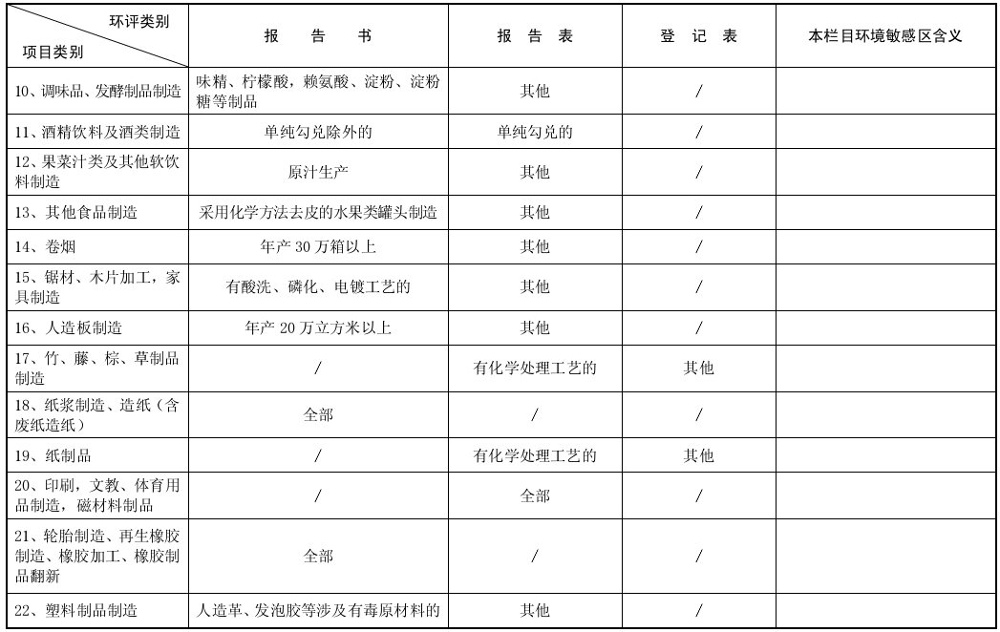 环评类别
项目类别
报 告 书
报 告 表
登 记 表
本栏目环境敏感区含义
10、调味品、发酵制品制造
味精、柠檬酸，赖氨酸、淀粉、淀粉
糖等制品
其他
/
11、酒精饮料及酒类制造
单纯勾兑除外的
单纯勾兑的
/
12、果菜汁类及其他软饮
料制造
原汁生产
其他
/
13、其他食品制造
采用化学方法去皮的水果类罐头制造
其他
/
14、卷烟
年产 30 万箱以上
其他
/
15、锯材、木片加工，家
具制造
有酸洗、磷化、电镀工艺的
其他
/
16、人造板制造
年产 20 万立方米以上
其他
/
17、竹、藤、棕、草制品
制造
/
有化学处理工艺的
其他
18、纸浆制造、造纸（含
废纸造纸）
全部
/
/
19、纸制品
/
有化学处理工艺的
其他
20、印刷，文教、体育用
品制造，磁材料制品
/
全部
/
21、轮胎制造、再生橡胶
制造、橡胶加工、橡胶制
品翻新
全部
/
/
22、塑料制品制造
人造革、发泡胶等涉及有毒原材料的
其他
/